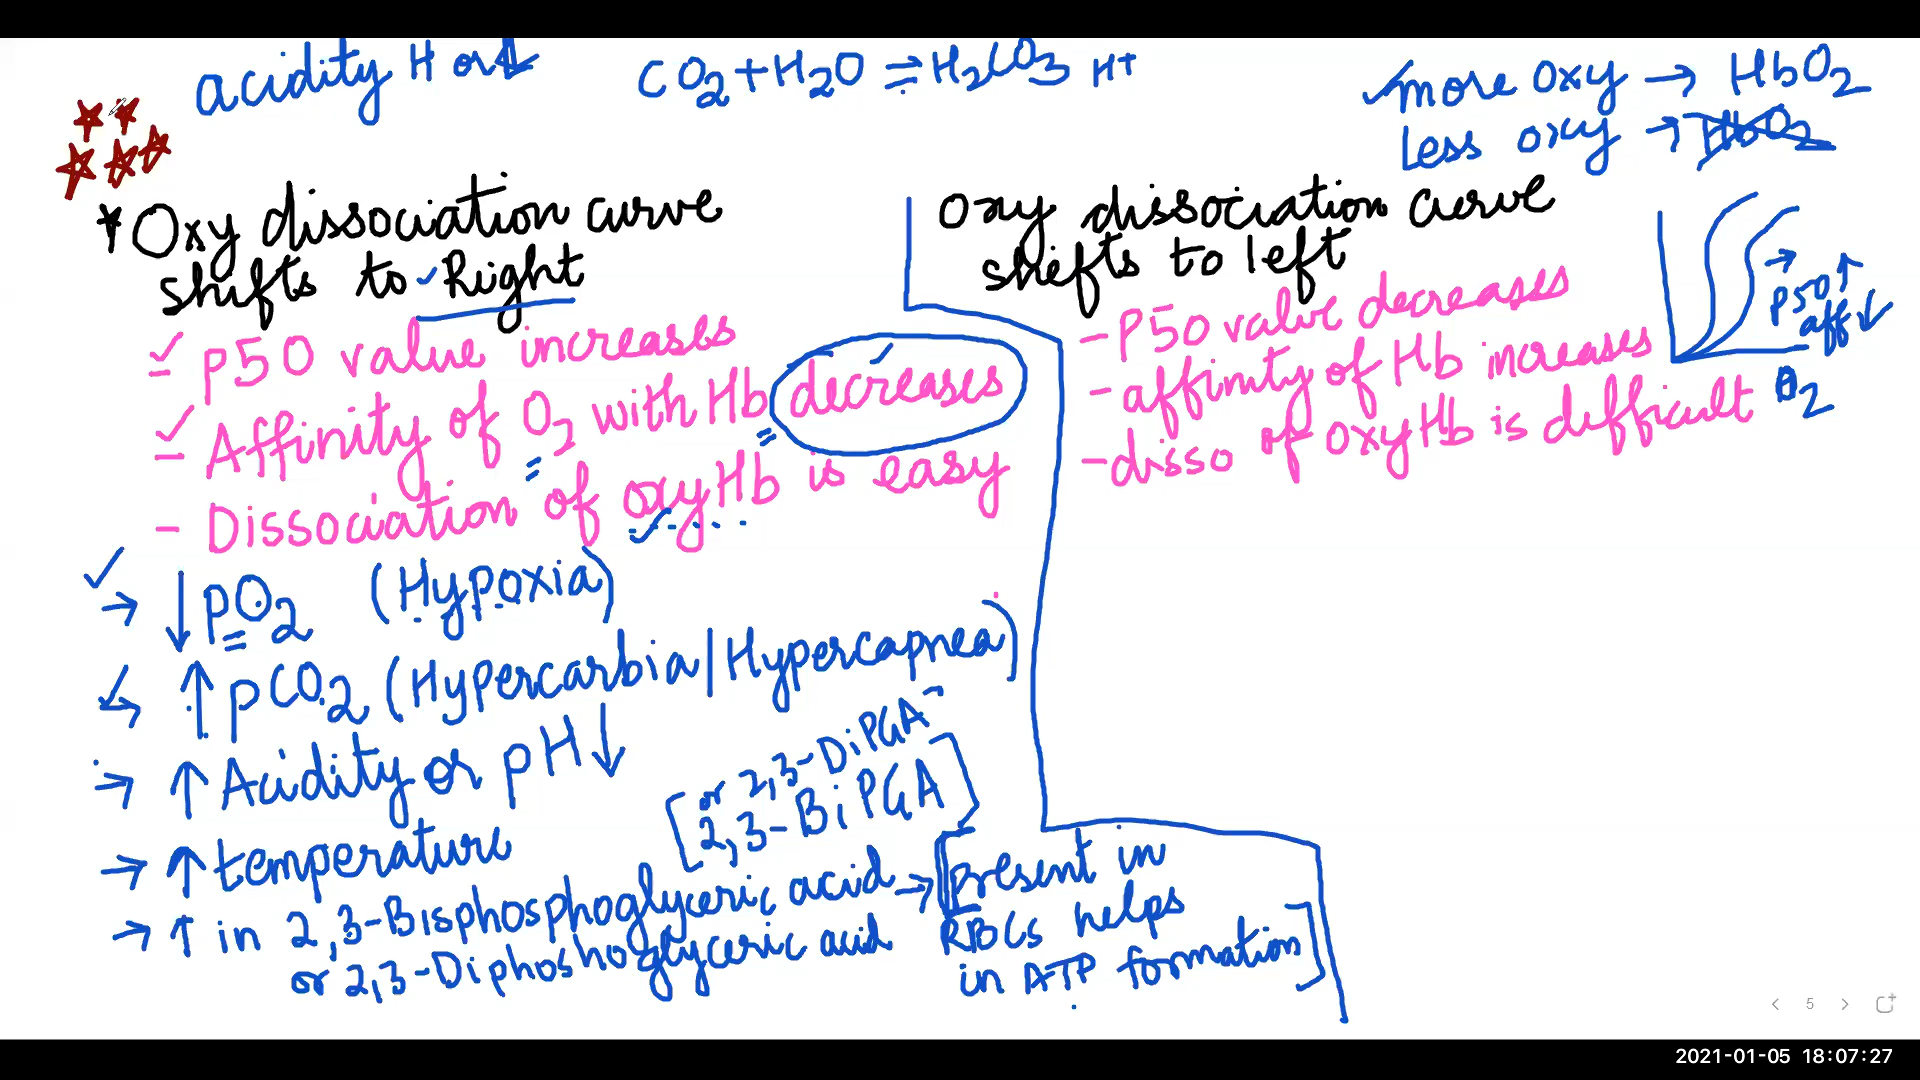 acidity H or ↓
CO2 + H2O ⇌ H2CO3 H+
✓more oxy → HbO2
less oxy → HbO2
* Oxy dissociation curve
shifts to ✓Right
- P50 value increases
- Affinity of O2 with Hb decreases
- Dissociation of oxyHb is easy
→ ↓ pO2 (Hypoxia)
→ ↑ pCO2 (Hypercarbia/Hypercapnea)
→ ↑ Acidity or pH ↓
→ ↑ temperature
[or 2,3-DiPGA
2,3-BiPGA]
→ ↑ in 2,3-Bisphosphoglyceric acid →
or 2,3-Diphoshoglyceric acid
[Present in
RBCs helps
in ATP formation]
Oxy dissociation curve
shifts to left
- P50 value decreases
- affinity of Hb increases
- disso of oxyHb is difficult
→
P50↑
aff↓
O2
5
2021-01-05 18:07:27